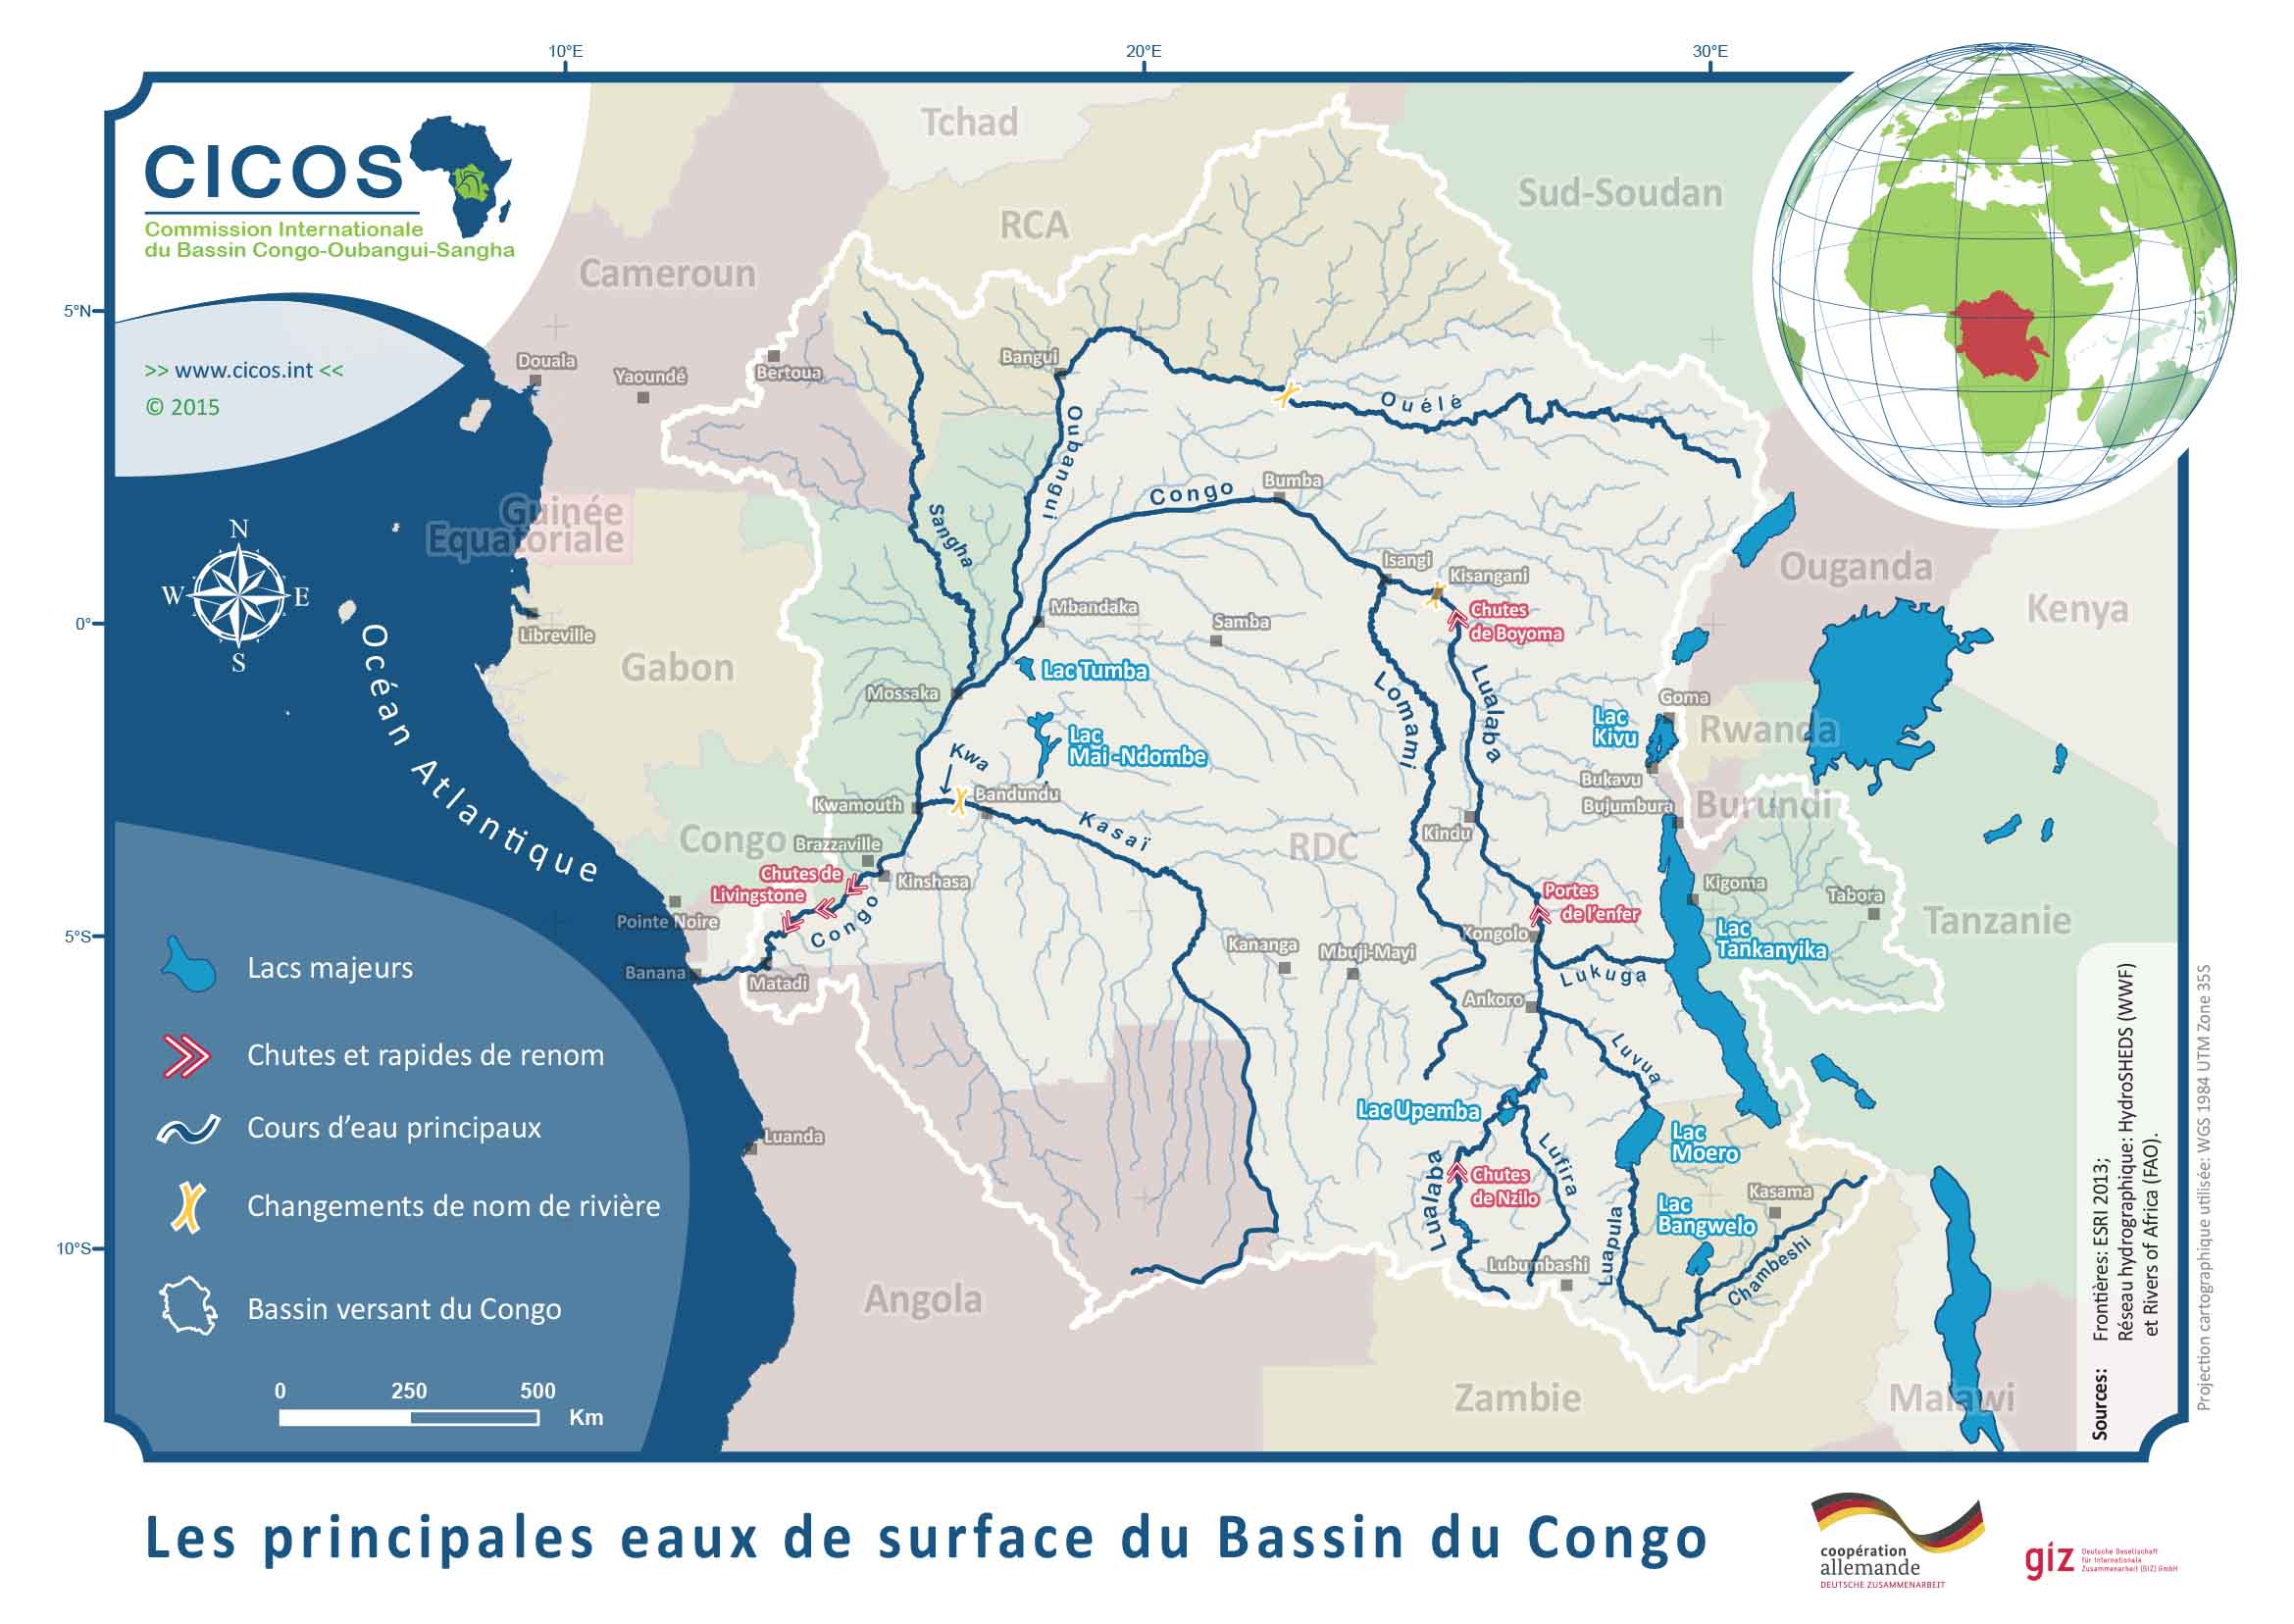 10°E
20°E
30°E
5°N
0°
5°S
10°S
CICOS
Commission Internationale
du Bassin Congo-Oubangui-Sangha
>> www.cicos.int <<
© 2015
N
W
E
S
Océan Atlantique
Tchad
RCA
Sud-Soudan
Cameroun
Guinée
Equatoriale
Gabon
Congo
RDC
Ouganda
Kenya
Rwanda
Burundi
Tanzanie
Angola
Zambie
Malawi
Douala
Yaoundé
Bertoua
Bangui
Bumba
Isangi
Kisangani
Libreville
Mbandaka
Samba
Mossaka
Goma
Bukavu
Bujumbura
Kwamouth
Bandundu
Brazzaville
Kinshasa
Kindu
Kigoma
Tabora
Pointe Noire
Banana
Matadi
Kananga
Mbuji-Mayi
Kongolo
Ankoro
Luanda
Kasama
Lubumbashi
Ouélé
Oubangui
Congo
Sangha
Lomami
Lualaba
Kwa
Kasaï
Congo
Lukuga
Luvua
Lufira
Lualaba
Luapula
Chambeshi
Chutes
de Boyoma
Lac Tumba
Lac
Mai -Ndombe
Lac
Kivu
Chutes de
Livingstone
Portes
de l'enfer
Lac
Tankanyika
Lac Upemba
Lac
Moero
Chutes
de Nzilo
Lac
Bangwelo
Lacs majeurs
Chutes et rapides de renom
Cours d'eau principaux
Changements de nom de rivière
Bassin versant du Congo
0
250
500
Km
Sources: Frontières: ESRI 2013;
Réseau hydrographique: HydroSHEDS (WWF)
et Rivers of Africa (FAO).
Projection cartographique utilisée: WGS 1984 UTM Zone 35S
Les principales eaux de surface du Bassin du Congo
coopération
allemande
DEUTSCHE ZUSAMMENARBEIT
giz
Deutsche Gesellschaft
für Internationale
Zusammenarbeit (GIZ) GmbH